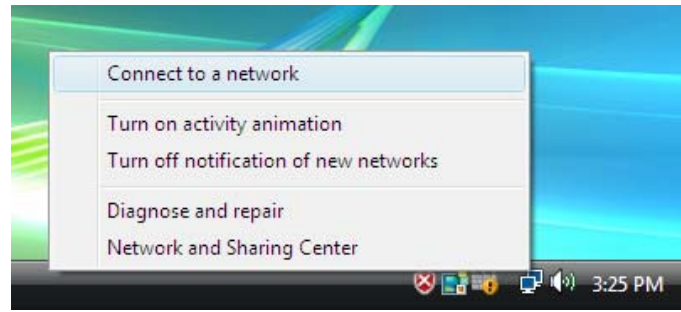 Connect to a network
Turn on activity animation
Turn off notification of new networks
Diagnose and repair
Network and Sharing Center
3:25 PM